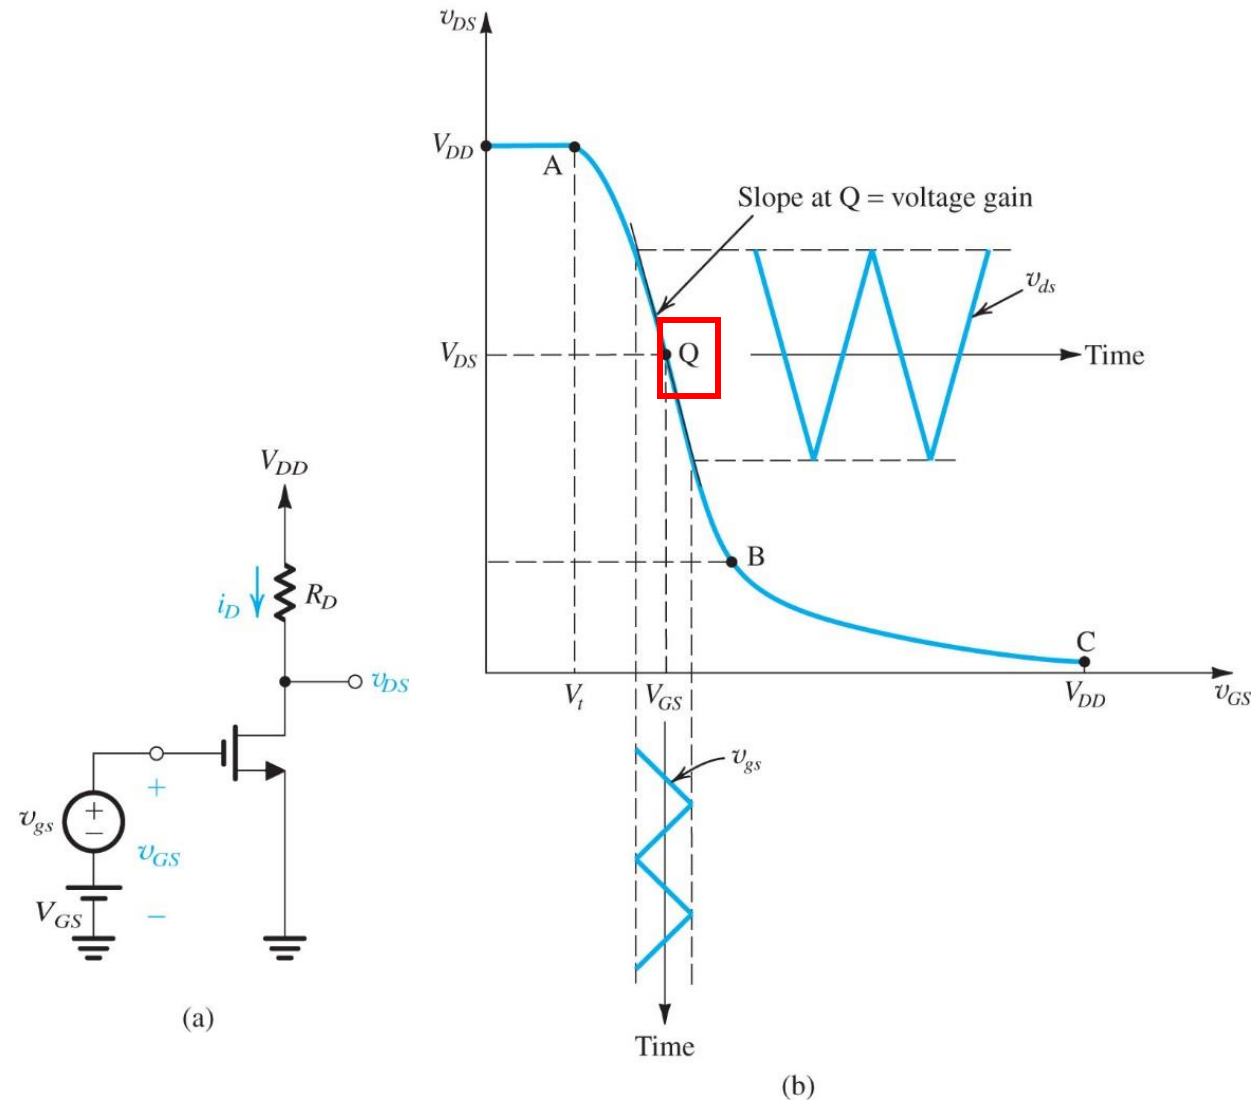 v_DS
V_DD
A
Slope at Q = voltage gain
v_ds
V_DS
Q
Time
B
C
V_t
V_GS
V_DD
v_GS
v_gs
Time
(b)
V_DD
i_D
R_D
v_DS
+
+
−
v_gs
v_GS
V_GS
−
(a)